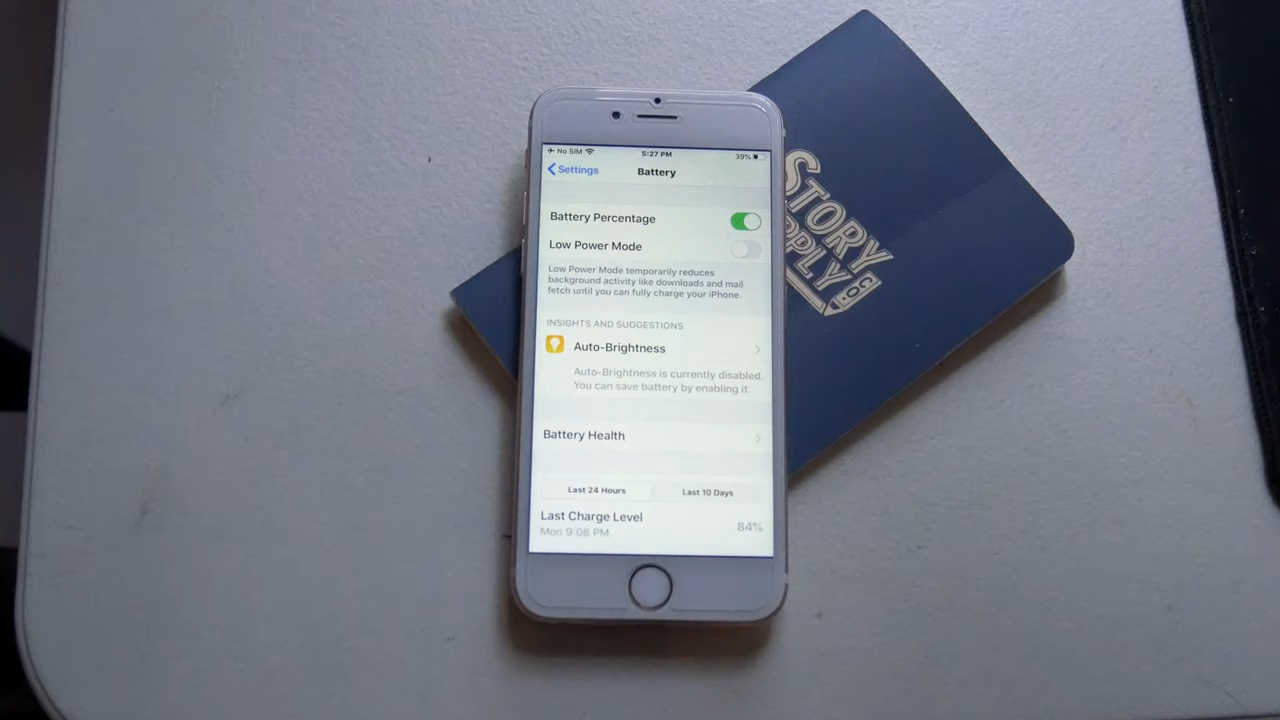 No SIM 5:27 PM 39%
Settings Battery
Battery Percentage
Low Power Mode
Low Power Mode temporarily reduces
background activity like downloads and mail
fetch until you can fully charge your iPhone.
INSIGHTS AND SUGGESTIONS
Auto-Brightness
Auto-Brightness is currently disabled.
You can save battery by enabling it.
Battery Health
Last 24 Hours Last 10 Days
Last Charge Level 84%
Mon 9:08 PM
STORY
CO